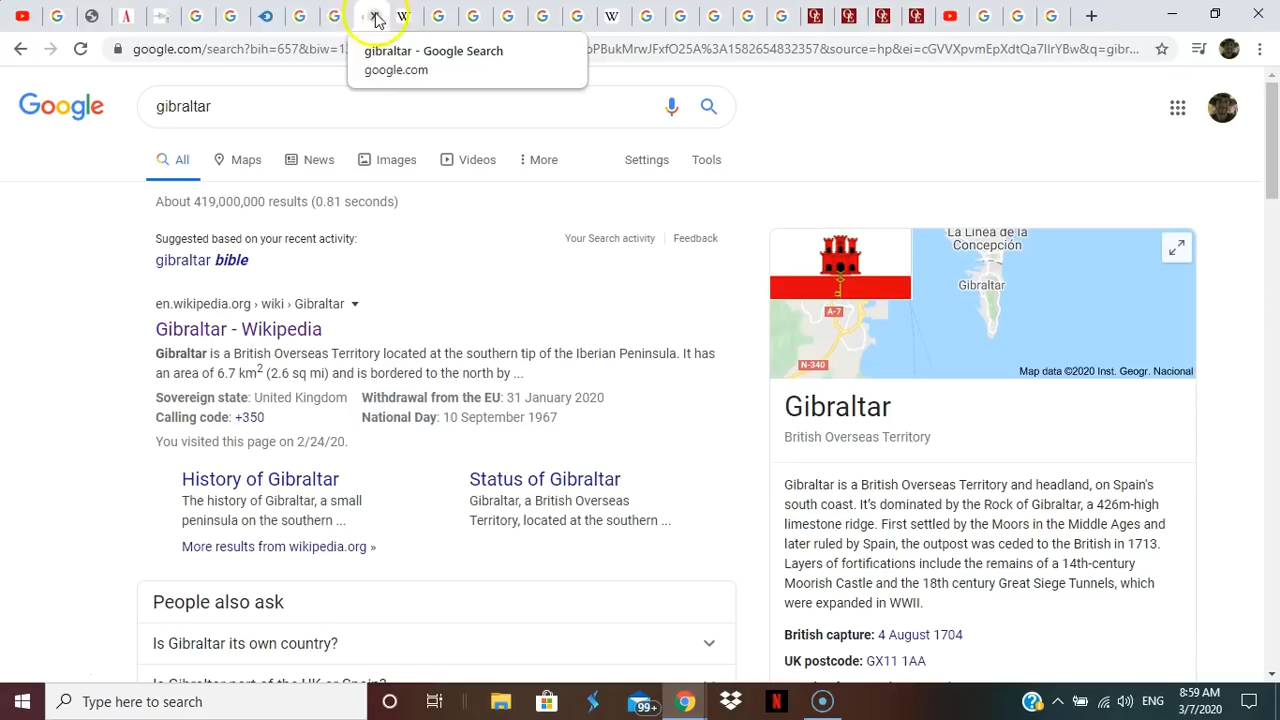 gibraltar - Google Search
google.com
google.com/search?bih=657&biw=1
pPBukMrwJFxfO25A%3A1582654832357&source=hp&ei=cGVVXpvmEpXdtQa7lIrYBw&q=gibr...
Google
gibraltar
All
Maps
News
Images
Videos
More
Settings
Tools
About 419,000,000 results (0.81 seconds)
Suggested based on your recent activity:
Your Search activity
Feedback
gibraltar bible
en.wikipedia.org › wiki › Gibraltar
Gibraltar - Wikipedia
Gibraltar is a British Overseas Territory located at the southern tip of the Iberian Peninsula. It has
an area of 6.7 km2 (2.6 sq mi) and is bordered to the north by ...
Sovereign state: United Kingdom
Withdrawal from the EU: 31 January 2020
Calling code: +350
National Day: 10 September 1967
You visited this page on 2/24/20.
History of Gibraltar
The history of Gibraltar, a small
peninsula on the southern ...
Status of Gibraltar
Gibraltar, a British Overseas
Territory, located at the southern ...
More results from wikipedia.org »
People also ask
Is Gibraltar its own country?
Is Gibraltar part of the UK or Spain?
La Línea de la
Concepción
Gibraltar
A-7
N-340
Map data ©2020 Inst. Geogr. Nacional
Gibraltar
British Overseas Territory
Gibraltar is a British Overseas Territory and headland, on Spain's
south coast. It's dominated by the Rock of Gibraltar, a 426m-high
limestone ridge. First settled by the Moors in the Middle Ages and
later ruled by Spain, the outpost was ceded to the British in 1713.
Layers of fortifications include the remains of a 14th-century
Moorish Castle and the 18th century Great Siege Tunnels, which
were expanded in WWII.
British capture: 4 August 1704
UK postcode: GX11 1AA
Type here to search
99+
ENG
8:59 AM
3/7/2020